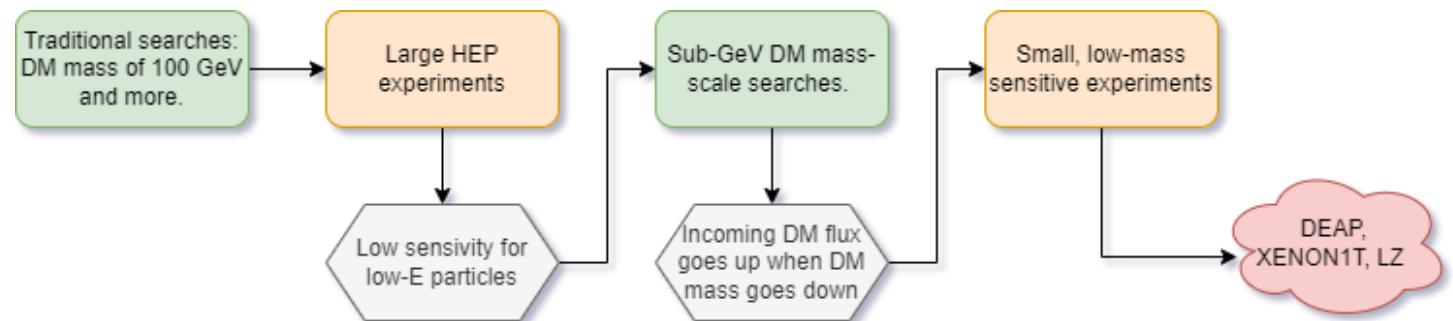 Traditional searches:
DM mass of 100 GeV
and more.
Large HEP
experiments
Sub-GeV DM mass-
scale searches.
Small, low-mass
sensitive experiments
Low sensivity for
low-E particles
Incoming DM flux
goes up when DM
mass goes down
DEAP,
XENON1T, LZ